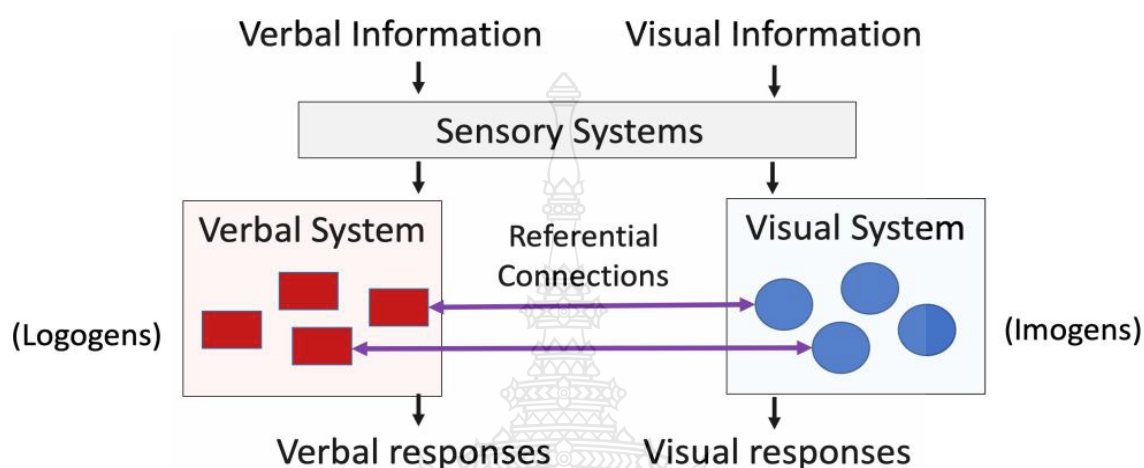 Verbal Information
Visual Information
Sensory Systems
Verbal System
Referential
Connections
Visual System
(Logogens)
(Imogens)
Verbal responses
Visual responses